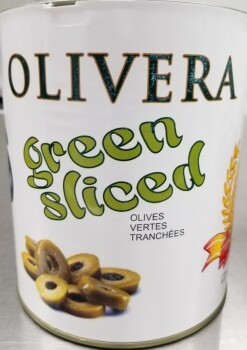 OLIVERA
green
sliced
OLIVES
VERTES
TRANCHÉES